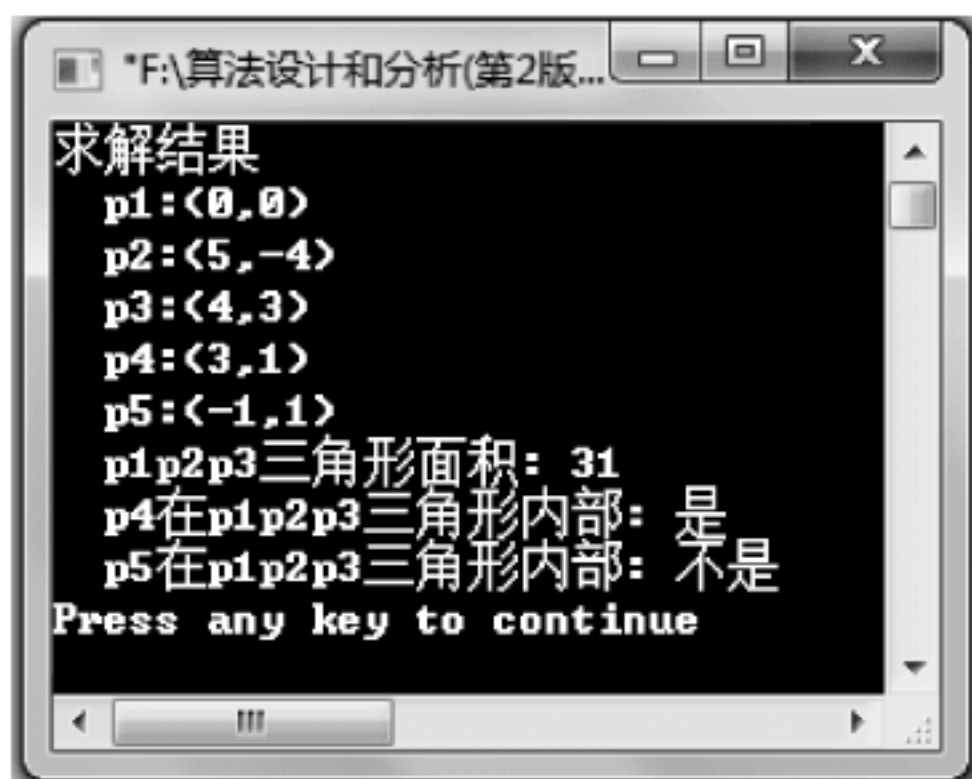 "F:\算法设计和分析(第2版...
求解结果
p1:(0,0)
p2:(5,-4)
p3:(4,3)
p4:(3,1)
p5:(-1,1)
p1p2p3三角形面积: 31
p4在p1p2p3三角形内部: 是
p5在p1p2p3三角形内部: 不是
Press any key to continue